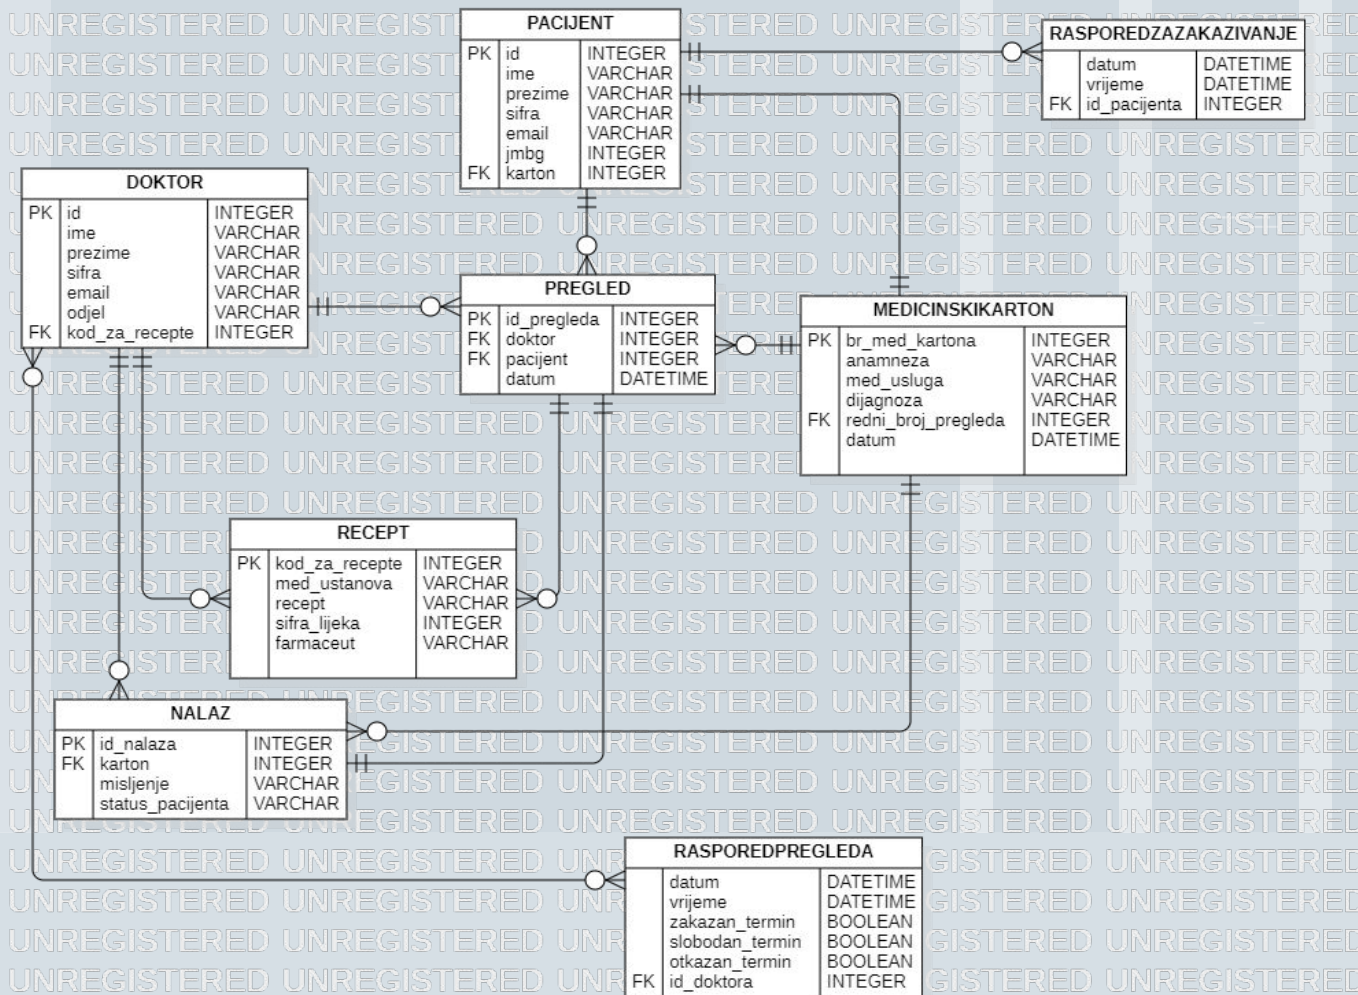 PACIJENT
PK id INTEGER
ime VARCHAR
prezime VARCHAR
sifra VARCHAR
email VARCHAR
jmbg INTEGER
FK karton INTEGER
RASPOREDZAZAKAZIVANJE
datum DATETIME
vrijeme DATETIME
FK id_pacijenta INTEGER
DOKTOR
PK id INTEGER
ime VARCHAR
prezime VARCHAR
sifra VARCHAR
email VARCHAR
odjel VARCHAR
FK kod_za_recepte INTEGER
PREGLED
PK id_pregleda INTEGER
FK doktor INTEGER
FK pacijent INTEGER
datum DATETIME
MEDICINSKIKARTON
PK br_med_kartona INTEGER
anamneza VARCHAR
med_usluga VARCHAR
dijagnoza VARCHAR
FK redni_broj_pregleda INTEGER
datum DATETIME
RECEPT
PK kod_za_recepte INTEGER
med_ustanova VARCHAR
recept VARCHAR
sifra_lijeka INTEGER
farmaceut VARCHAR
NALAZ
PK id_nalaza INTEGER
FK karton INTEGER
misljenje VARCHAR
status_pacijenta VARCHAR
RASPOREDPREGLEDA
datum DATETIME
vrijeme DATETIME
zakazan_termin BOOLEAN
slobodan_termin BOOLEAN
otkazan_termin BOOLEAN
FK id_doktora INTEGER
UNREGISTERED